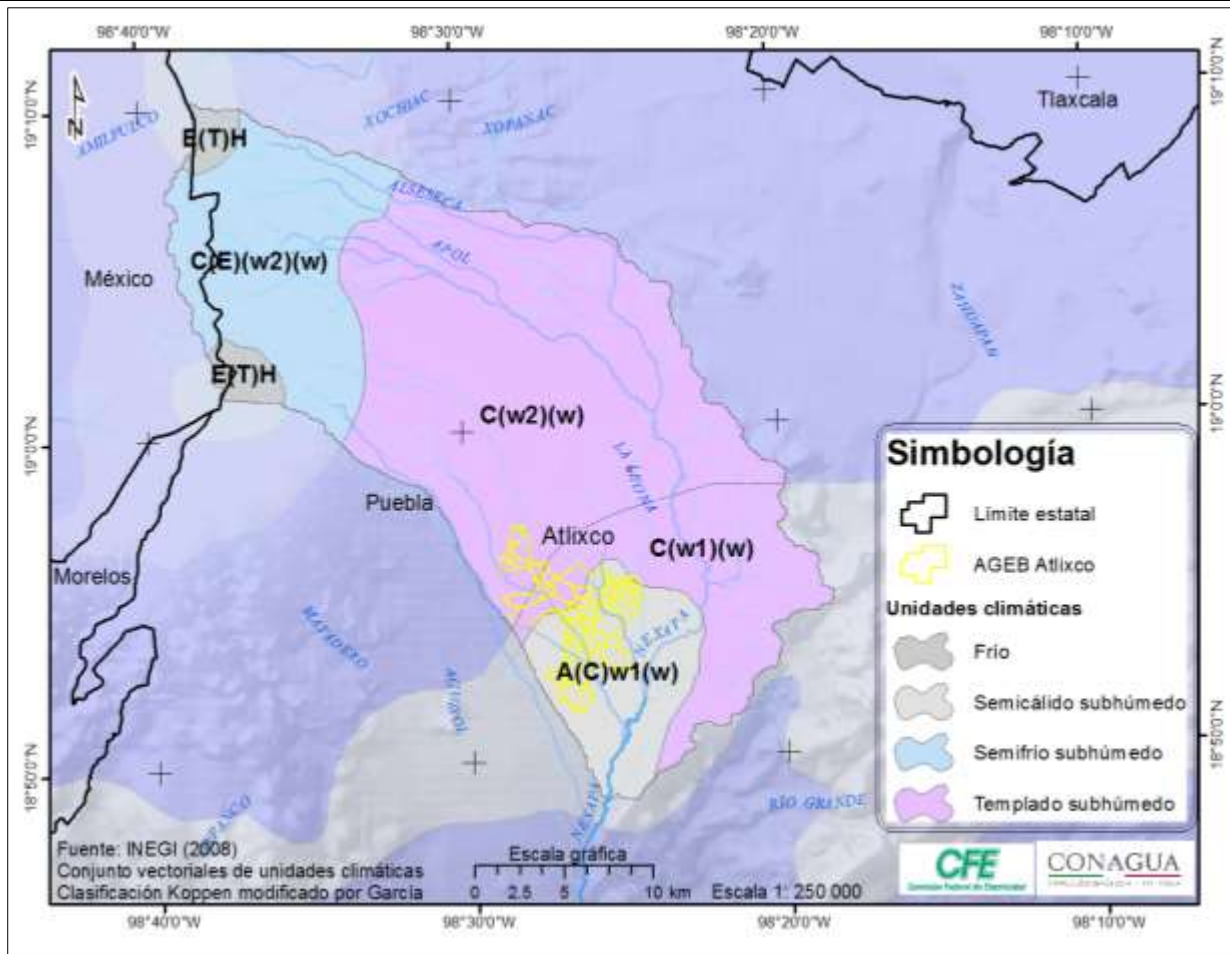 98°40'0"W
98°30'0"W
98°20'0"W
98°10'0"W
19°10'0"N
19°10'0"N
N
AMILPULCO
XOCHIAC
XOPANAC
Tlaxcala
E(T)H
ALSESECA
C(E)(w2)(w)
APOL
México
ZAHUAPAN
E(T)H
C(w2)(w)
19°0'0"N
19°0'0"N
LA LEONA
Puebla
Atlixco
C(w1)(w)
Morelos
MATADERO
NEXAPA
A(C)w1(w)
18°50'0"N
18°50'0"N
NEXAPA
RÍO GRANDE
Simbología
Límite estatal
AGEB Atlixco
Unidades climáticas
Frío
Semicálido subhúmedo
Semifrío subhúmedo
Templado subhúmedo
Fuente: INEGI (2008)
Conjunto vectoriales de unidades climáticas
Clasificación Koppen modificado por García
Escala gráfica
0 2.5 5 10 km
Escala 1: 250 000
CFE
Comisión Federal de Electricidad
CONAGUA
98°40'0"W
98°30'0"W
98°20'0"W
98°10'0"W